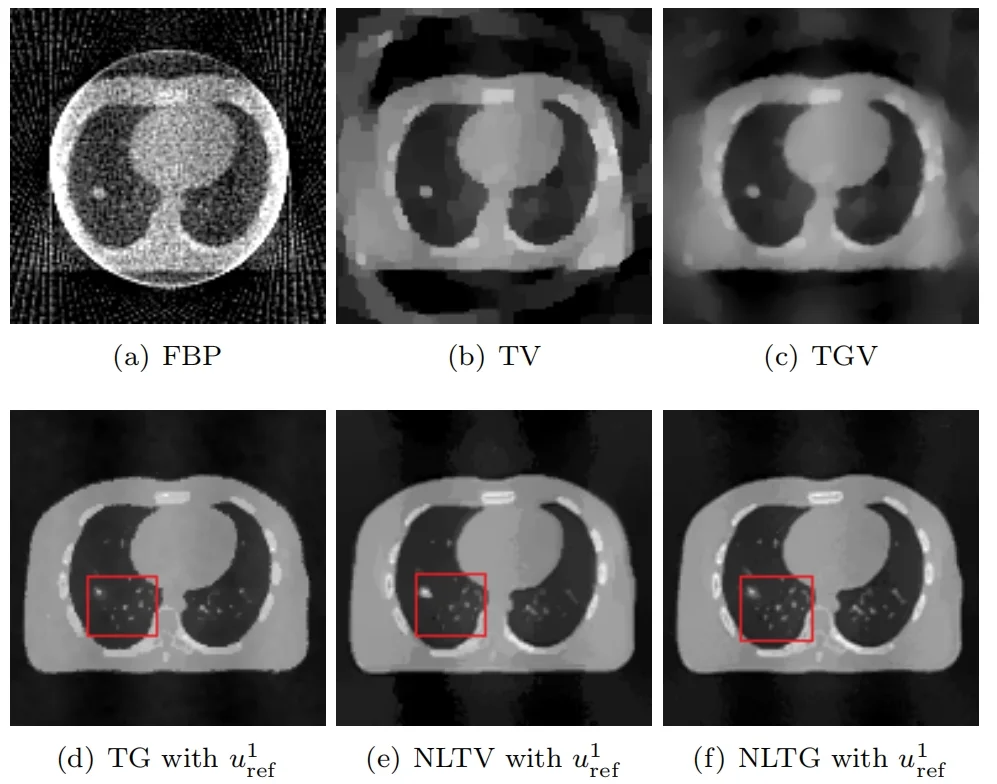 (a) FBP
(b) TV
(c) TGV
(d) TG with u¹ref
(e) NLTV with u¹ref
(f) NLTG with u¹ref